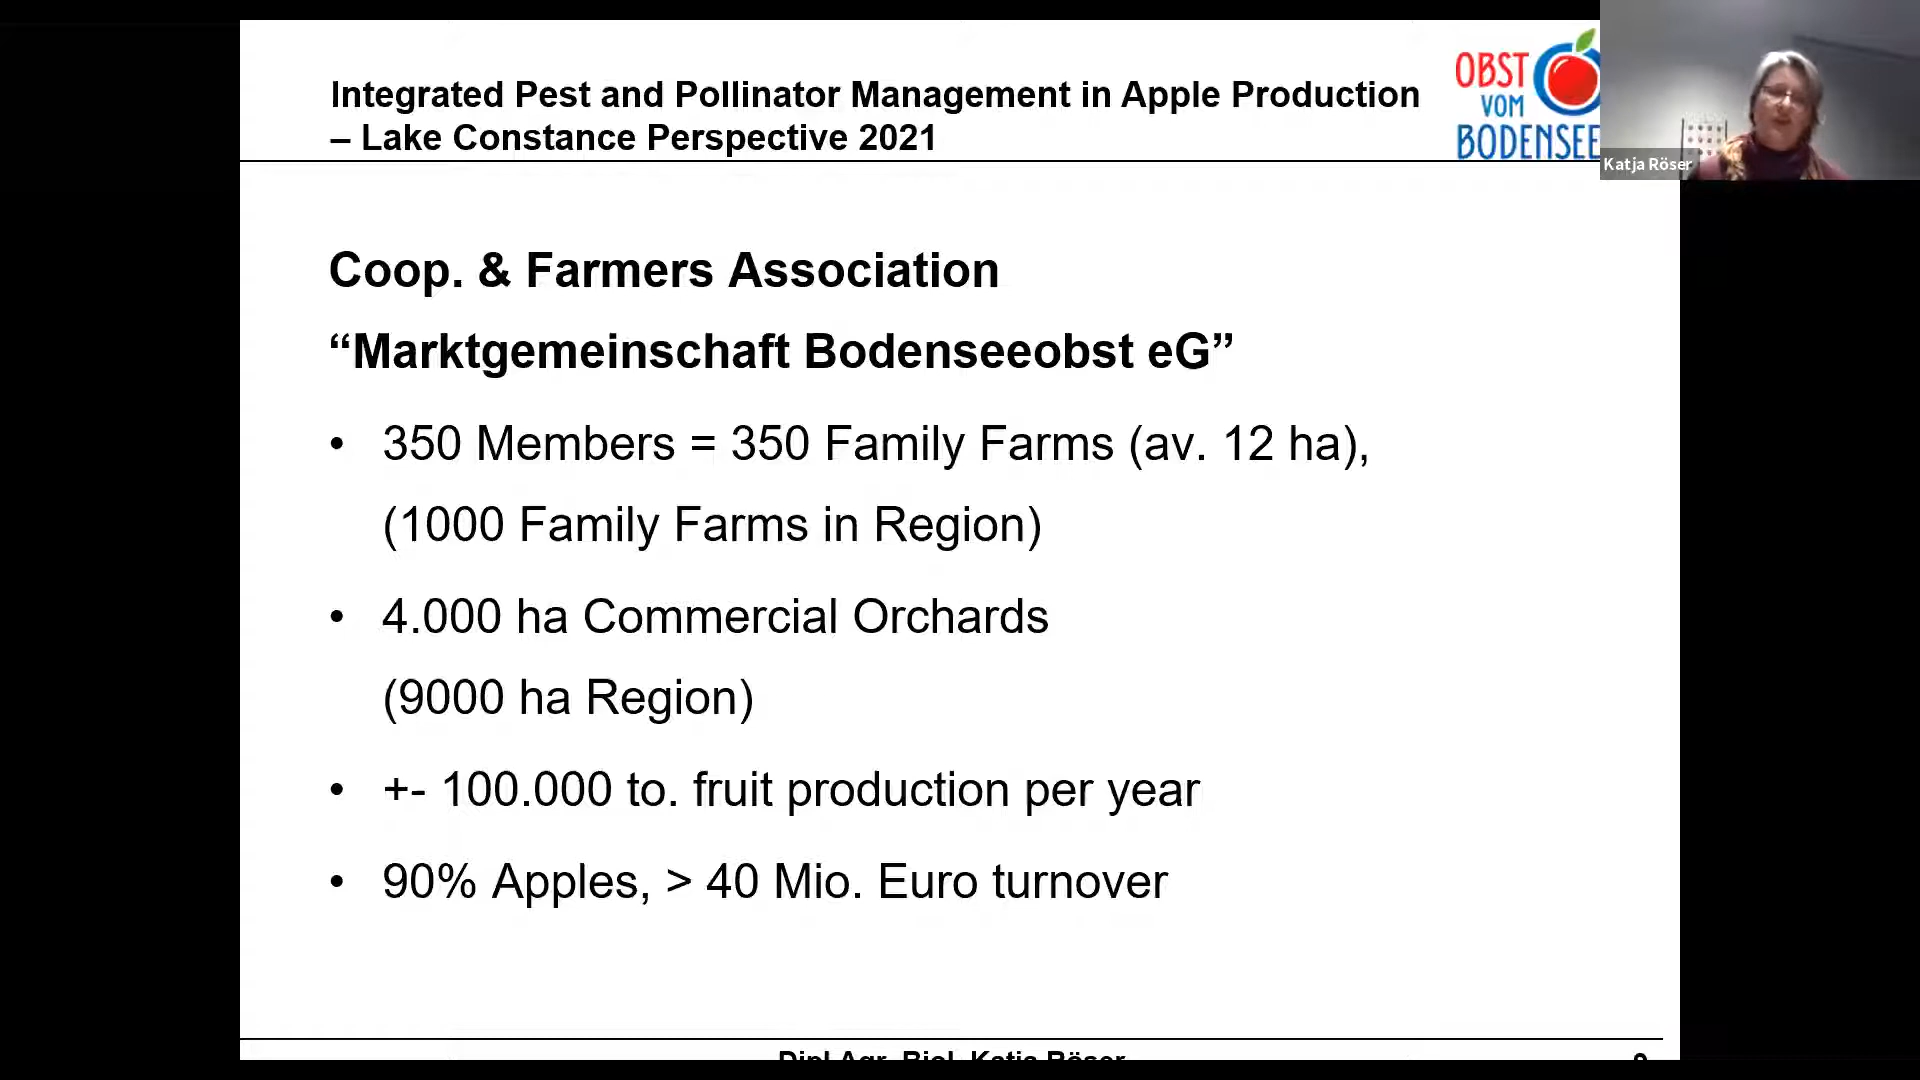 Integrated Pest and Pollinator Management in Apple Production
– Lake Constance Perspective 2021
OBST
VOM
BODENSEE
Katja Röser
Coop. & Farmers Association
“Marktgemeinschaft Bodenseeobst eG”
• 350 Members = 350 Family Farms (av. 12 ha),
(1000 Family Farms in Region)
• 4.000 ha Commercial Orchards
(9000 ha Region)
• +- 100.000 to. fruit production per year
• 90% Apples, > 40 Mio. Euro turnover
Dipl.Agr. Biol. Katja Röser